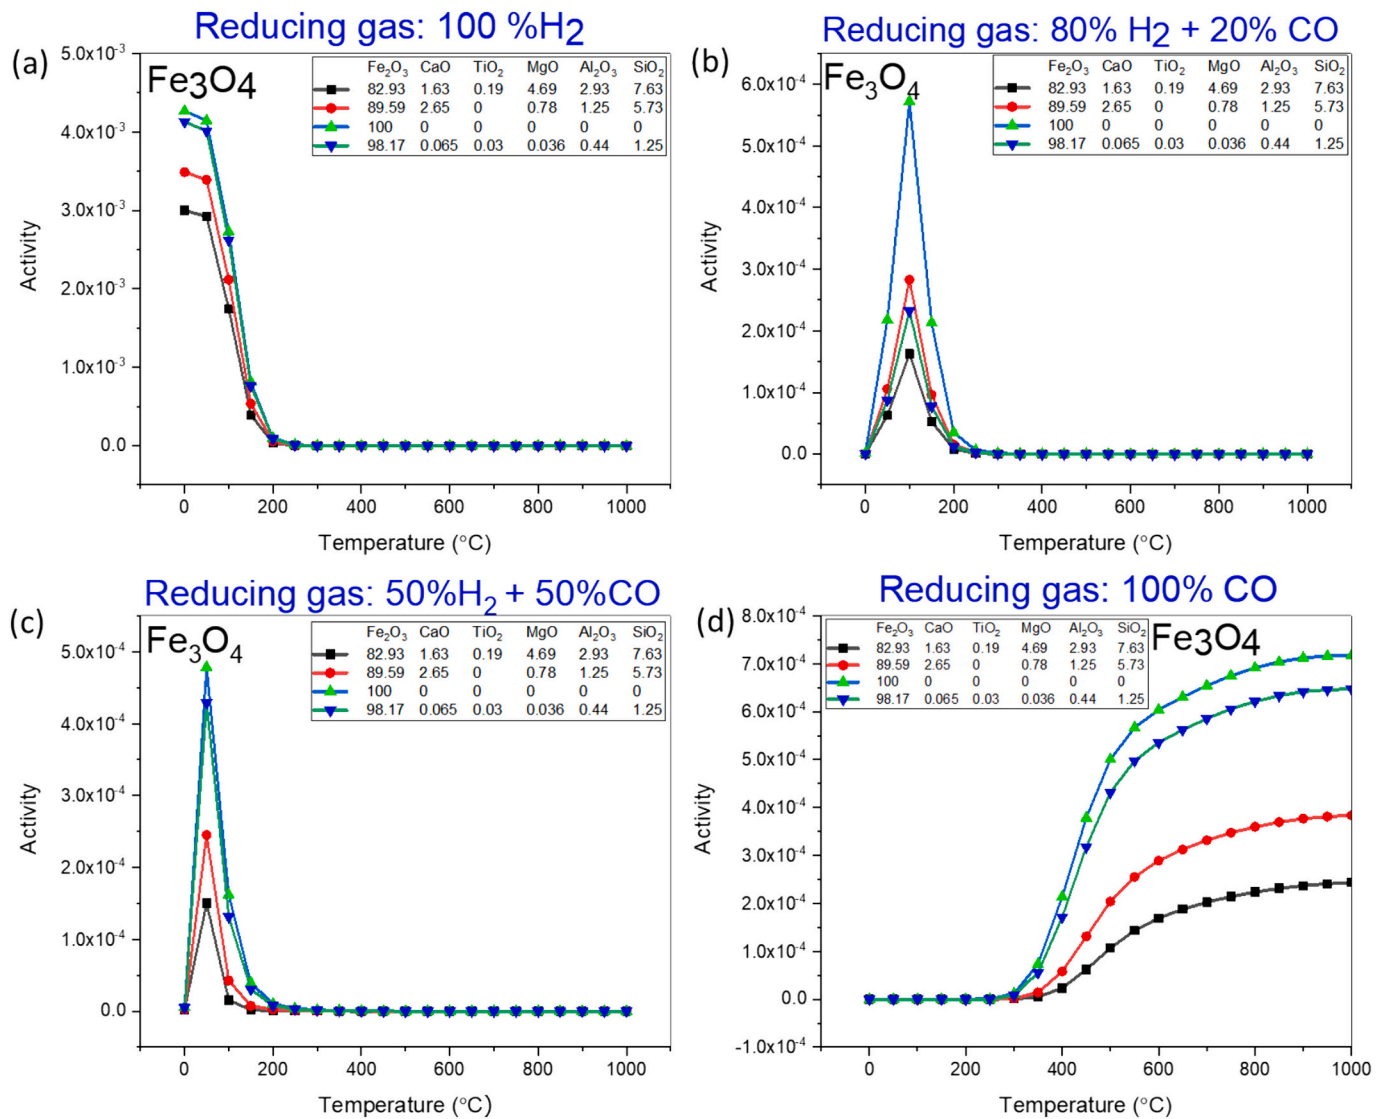 (a)
Reducing gas: 100 %H2
Fe3O4
Fe2O3 CaO TiO2 MgO Al2O3 SiO2
82.93 1.63 0.19 4.69 2.93 7.63
89.59 2.65 0 0.78 1.25 5.73
100 0 0 0 0 0
98.17 0.065 0.03 0.036 0.44 1.25
5.0x10-3
4.0x10-3
3.0x10-3
2.0x10-3
1.0x10-3
0.0
Activity
0 200 400 600 800 1000
Temperature (°C)
(b)
Reducing gas: 80% H2 + 20% CO
Fe3O4
Fe2O3 CaO TiO2 MgO Al2O3 SiO2
82.93 1.63 0.19 4.69 2.93 7.63
89.59 2.65 0 0.78 1.25 5.73
100 0 0 0 0 0
98.17 0.065 0.03 0.036 0.44 1.25
6.0x10-4
5.0x10-4
4.0x10-4
3.0x10-4
2.0x10-4
1.0x10-4
0.0
Activity
0 200 400 600 800 1000
Temperature (°C)
(c)
Reducing gas: 50%H2 + 50%CO
Fe3O4
Fe2O3 CaO TiO2 MgO Al2O3 SiO2
82.93 1.63 0.19 4.69 2.93 7.63
89.59 2.65 0 0.78 1.25 5.73
100 0 0 0 0 0
98.17 0.065 0.03 0.036 0.44 1.25
5.0x10-4
4.0x10-4
3.0x10-4
2.0x10-4
1.0x10-4
0.0
Activity
0 200 400 600 800 1000
Temperature (°C)
(d)
Reducing gas: 100% CO
Fe3O4
Fe2O3 CaO TiO2 MgO Al2O3 SiO2
82.93 1.63 0.19 4.69 2.93 7.63
89.59 2.65 0 0.78 1.25 5.73
100 0 0 0 0 0
98.17 0.065 0.03 0.036 0.44 1.25
8.0x10-4
7.0x10-4
6.0x10-4
5.0x10-4
4.0x10-4
3.0x10-4
2.0x10-4
1.0x10-4
0.0
-1.0x10-4
Activity
0 200 400 600 800 1000
Temperature (°C)